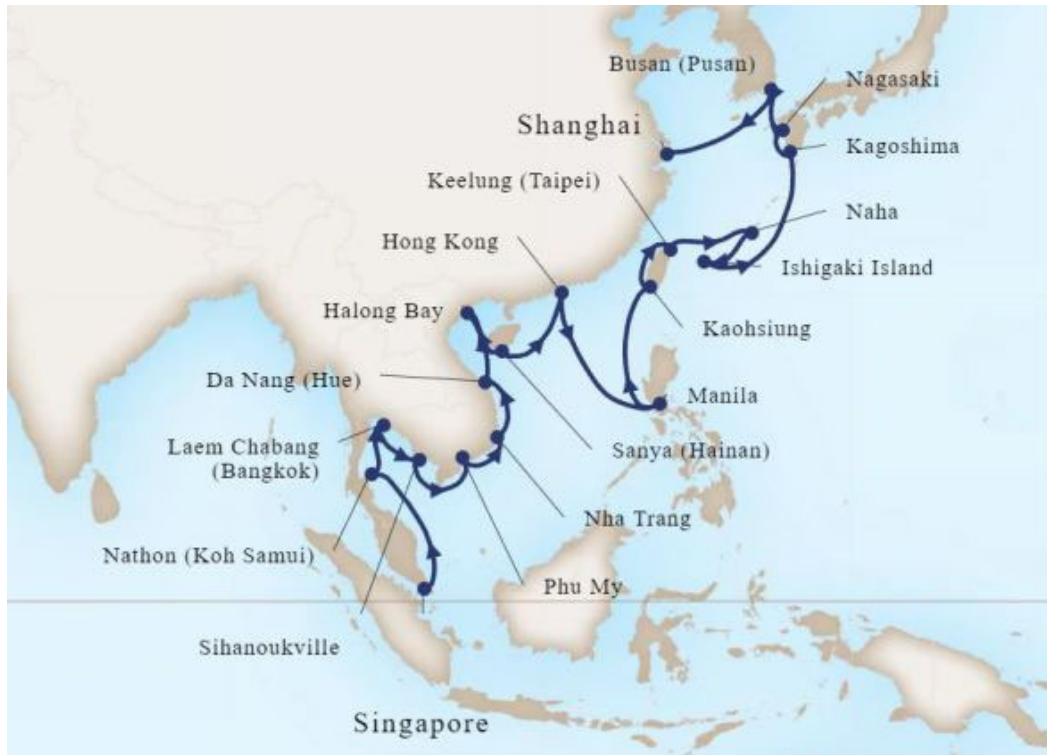 Busan (Pusan)
Nagasaki
Shanghai
Kagoshima
Keelung (Taipei)
Naha
Hong Kong
Ishigaki Island
Halong Bay
Kaohsiung
Da Nang (Hue)
Manila
Laem Chabang
(Bangkok)
Sanya (Hainan)
Nha Trang
Nathon (Koh Samui)
Phu My
Sihanoukville
Singapore